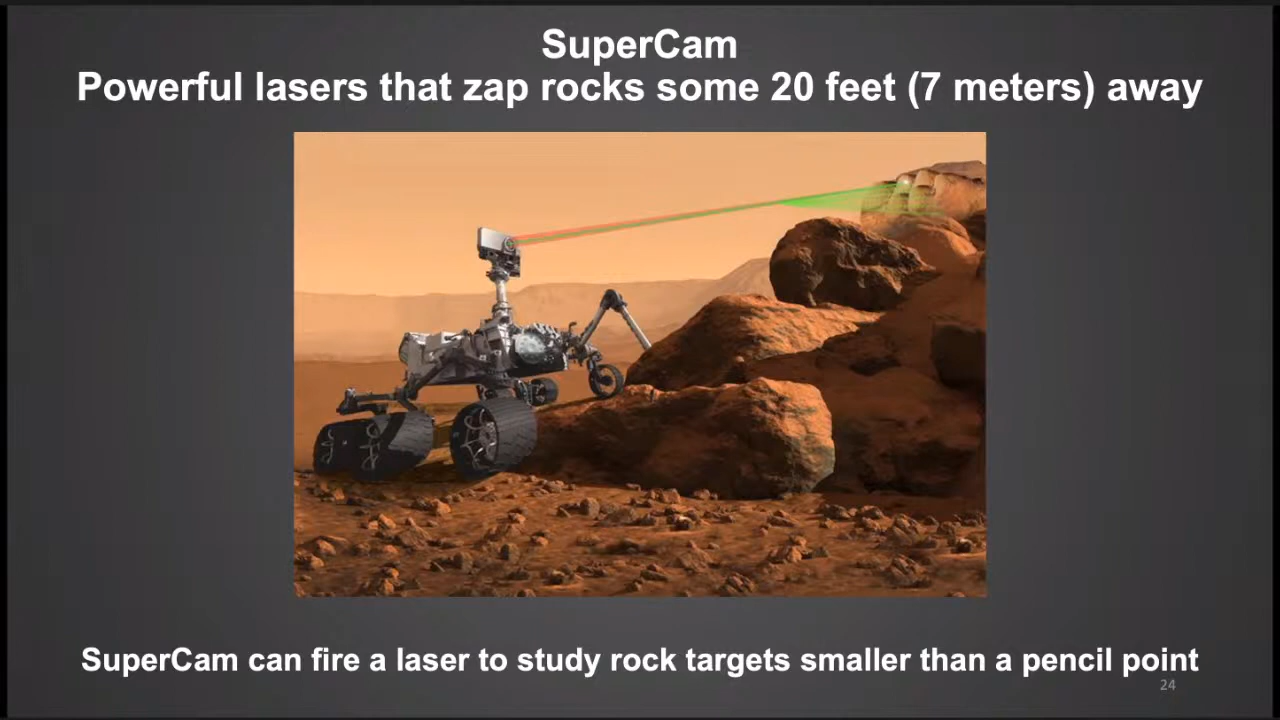 SuperCam
Powerful lasers that zap rocks some 20 feet (7 meters) away
SuperCam can fire a laser to study rock targets smaller than a pencil point
24